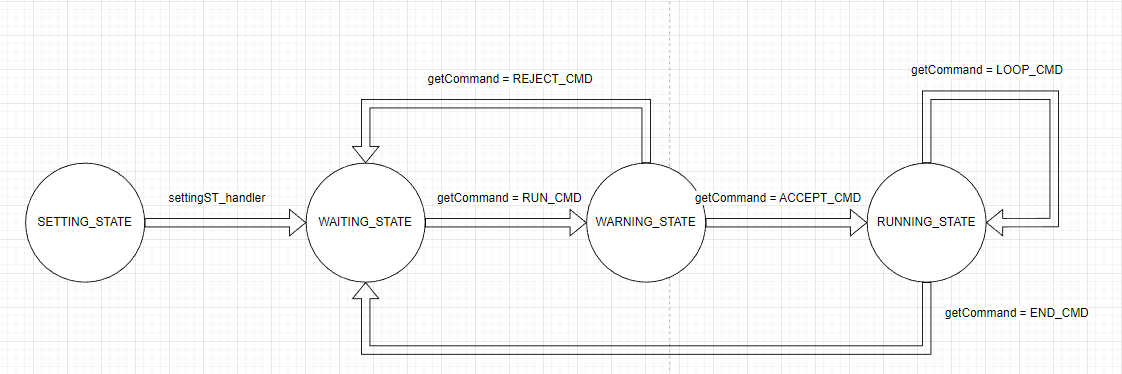 getCommand = LOOP_CMD
getCommand = REJECT_CMD
settingST_handler
getCommand = RUN_CMD
getCommand = ACCEPT_CMD
SETTING_STATE
WAITING_STATE
WARNING_STATE
RUNNING_STATE
getCommand = END_CMD